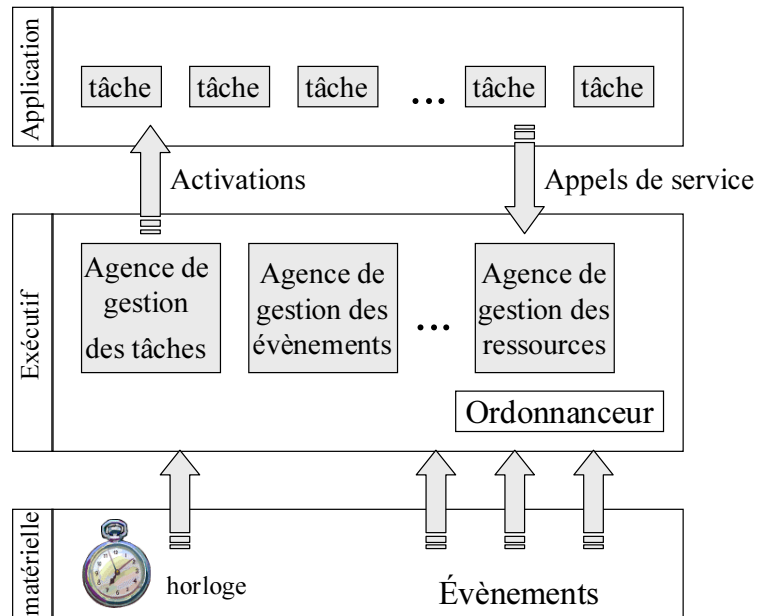 Application
tâche tâche tâche ... tâche tâche
Activations
Appels de service
Exécutif
Agence de
gestion
des tâches
Agence de
gestion des
évènements
...
Agence de
gestion des
ressources
Ordonnanceur
matérielle
horloge
Évènements